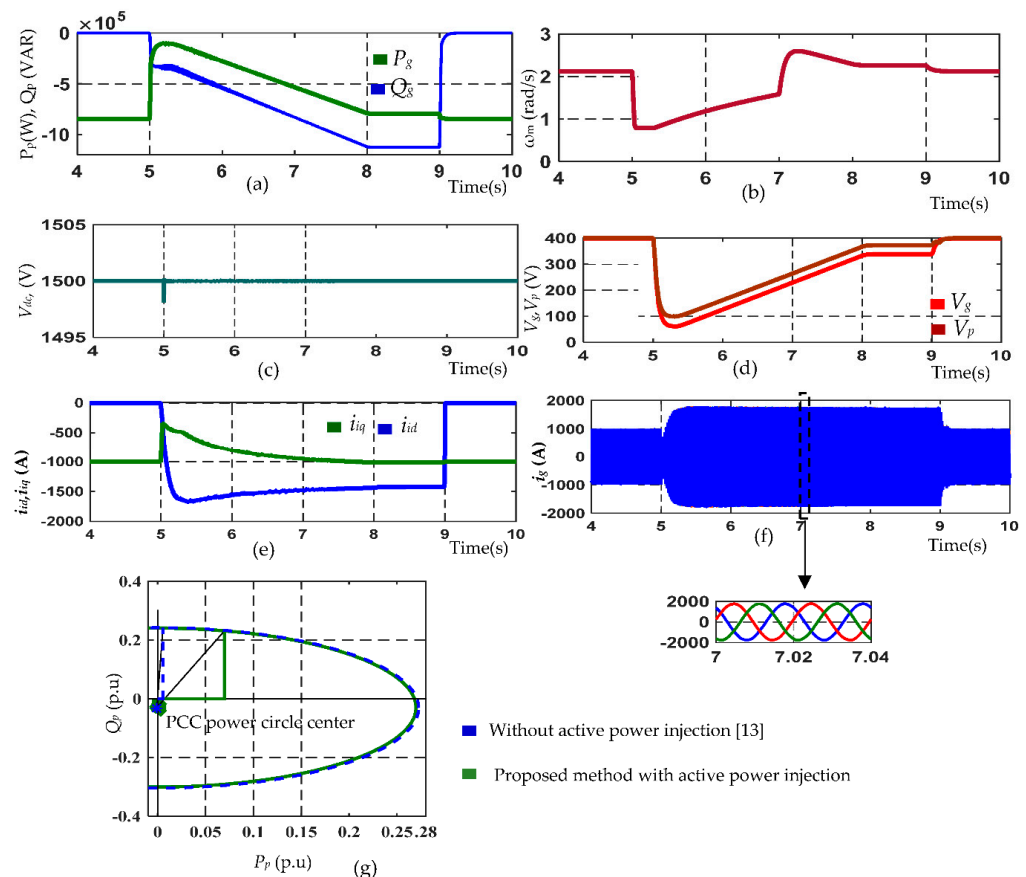 ×10⁵
P_p(W), Q_p (VAR)
0
-5
-10
P_g
Q_g
4 5 6 7 8 9 10
(a)
Time(s)
ω_m (rad/s)
3
2
1
0
4 5 6 7 8 9 10
(b)
Time(s)
V_dc, (V)
1505
1500
1495
4 5 6 7 8 9 10
(c)
Time(s)
V_g,V_p (V)
400
300
200
100
0
V_g
V_p
4 5 6 7 8 9 10
(d)
Time(s)
i_id,i_iq (A)
0
-500
-1000
-1500
-2000
i_iq i_id
4 5 6 7 8 9 10
(e)
Time(s)
i_g (A)
2000
1000
0
-1000
-2000
4 5 6 7 8 9 10
(f)
Time(s)
2000
0
-2000
7 7.02 7.04
Q_p (p.u)
0.4
0.2
0
-0.2
-0.4
PCC power circle center
0 0.05 0.1 0.15 0.2 0.25.28
P_p (p.u)
(g)
Without active power injection [13]
Proposed method with active power injection